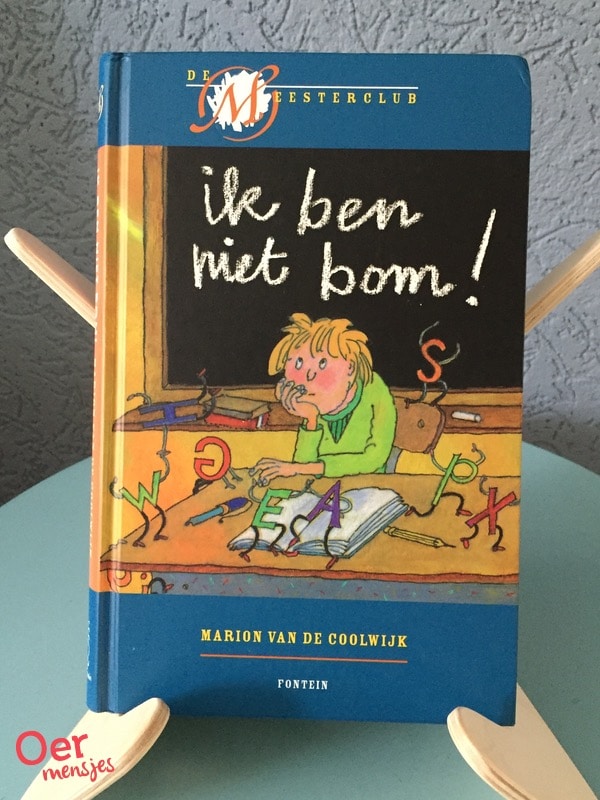 DE
MEESTERCLUB
ik ben
niet bom!
S
W G E A P X
MARION VAN DE COOLWIJK
FONTEIN
Oer
mensjes